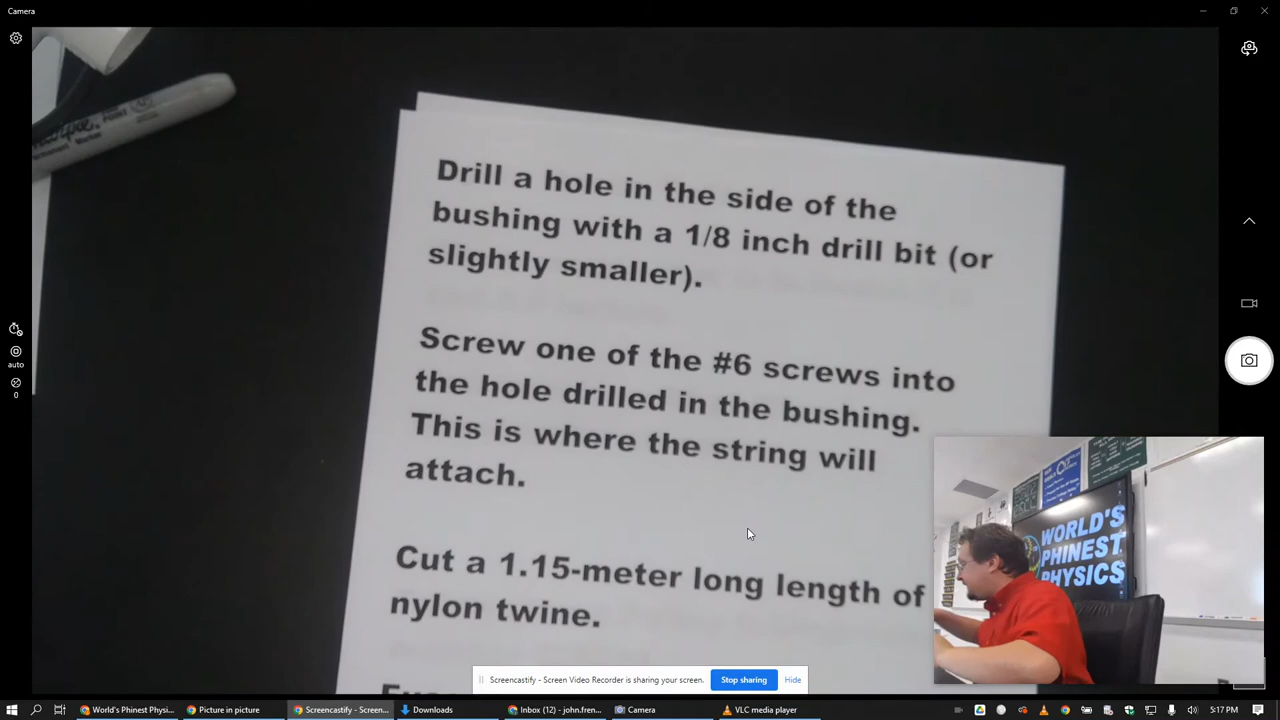 Camera
Drill a hole in the side of the
bushing with a 1/8 inch drill bit (or
slightly smaller).
Screw one of the #6 screws into
the hole drilled in the bushing.
This is where the string will
attach.
Cut a 1.15-meter long length of
nylon twine.
auto
0
Permanent Marker
WORLD'S
PHINEST
PHYSICS
Screencastify - Screen Video Recorder is sharing your screen.
Stop sharing
Hide
World's Phinest Physi...
Picture in picture
Screencastify - Screen...
Downloads
Inbox (12) - john.fren...
Camera
VLC media player
5:17 PM